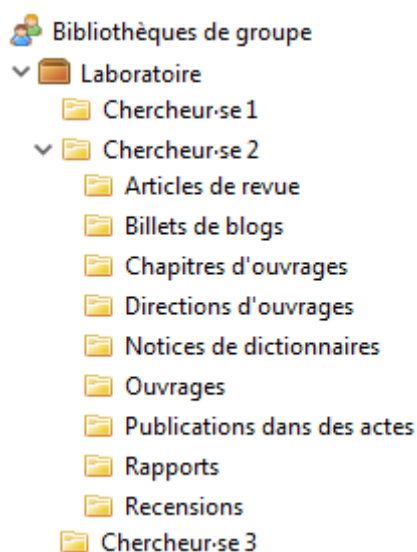 Bibliothèques de groupe
Laboratoire
Chercheur·se 1
Chercheur·se 2
Articles de revue
Billets de blogs
Chapitres d'ouvrages
Directions d'ouvrages
Notices de dictionnaires
Ouvrages
Publications dans des actes
Rapports
Recensions
Chercheur·se 3